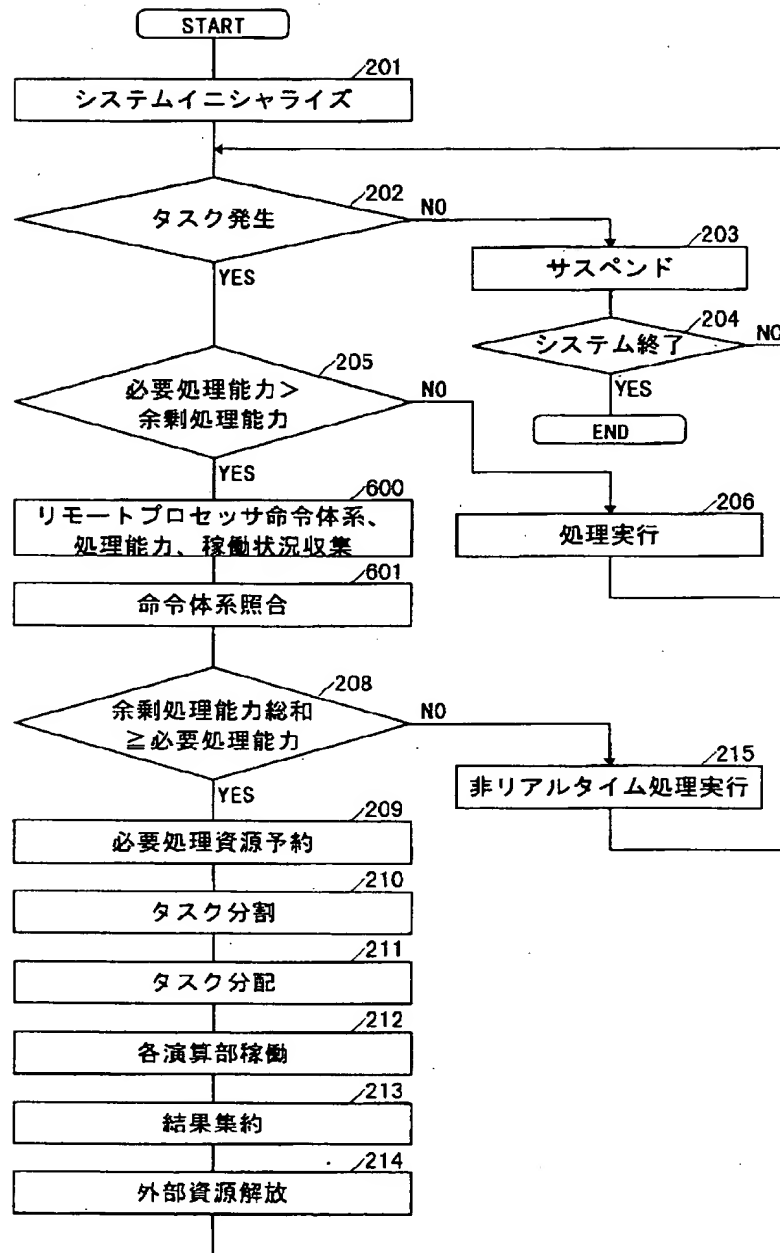 START
201
システムイニシャライズ
202
タスク発生
NO
YES
203
サスペンド
204
システム終了
NO
YES
END
205
必要処理能力>
余剰処理能力
NO
YES
206
処理実行
600
リモートプロセッサ命令体系、
処理能力、稼働状況収集
601
命令体系照合
208
余剰処理能力総和
≧必要処理能力
NO
YES
215
非リアルタイム処理実行
209
必要処理資源予約
210
タスク分割
211
タスク分配
212
各演算部稼働
213
結果集約
214
外部資源解放